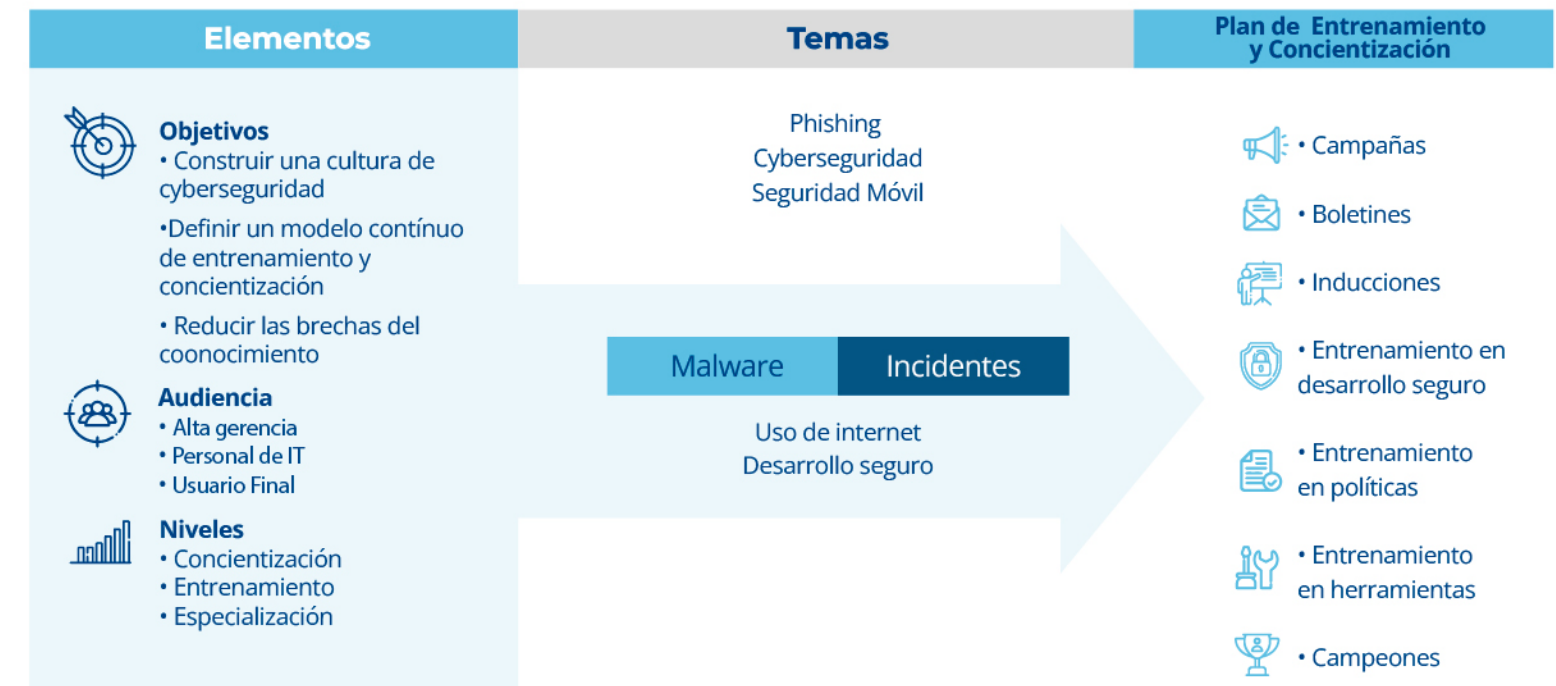 Elementos
Objetivos
• Construir una cultura de
cyberseguridad
•Definir un modelo contínuo
de entrenamiento y
concientización
• Reducir las brechas del
coonocimiento
Audiencia
• Alta gerencia
• Personal de IT
• Usuario Final
Niveles
• Concientización
• Entrenamiento
• Especialización
Temas
Phishing
Cyberseguridad
Seguridad Móvil
Malware
Incidentes
Uso de internet
Desarrollo seguro
Plan de Entrenamiento
y Concientización
• Campañas
• Boletines
• Inducciones
• Entrenamiento en
desarrollo seguro
• Entrenamiento
en políticas
• Entrenamiento
en herramientas
• Campeones